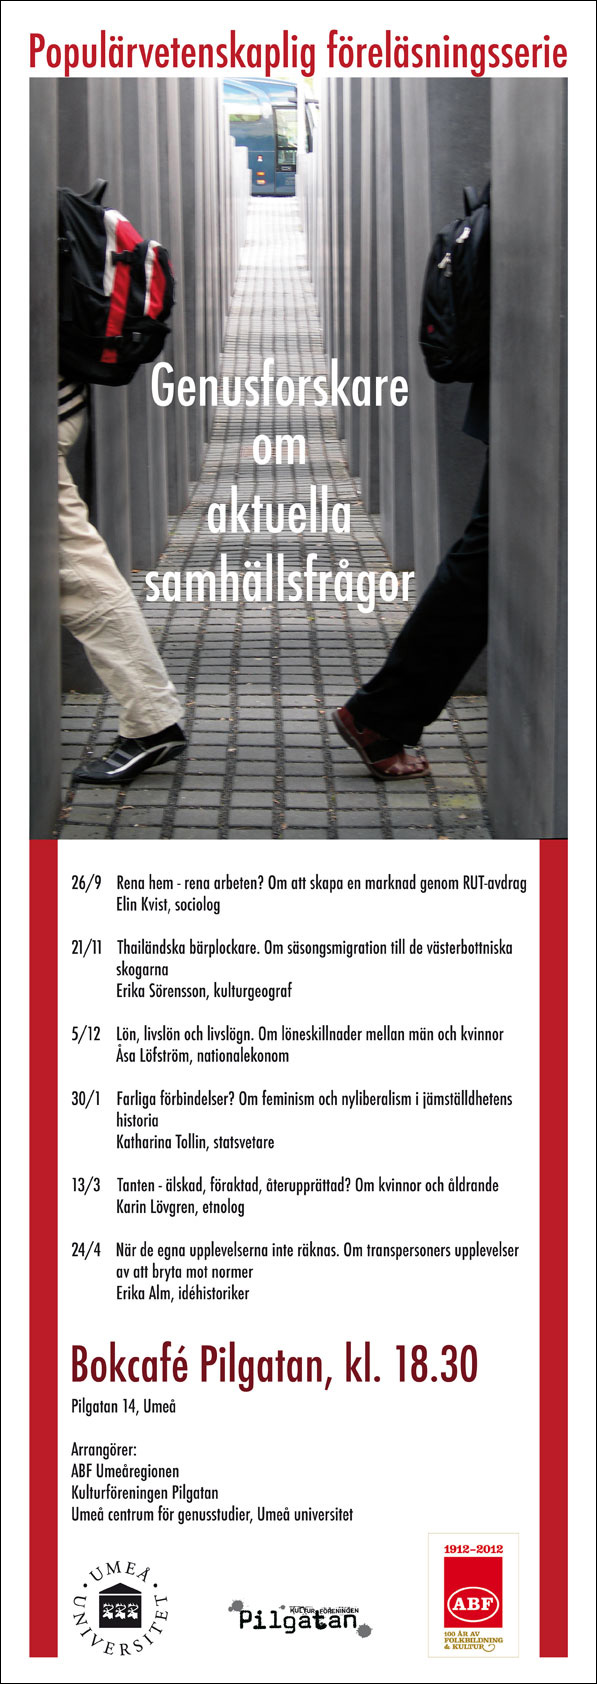 Populärvetenskaplig föreläsningsserie
Genusforskare
om
aktuella
samhällsfrågor
26/9 Rena hem - rena arbeten? Om att skapa en marknad genom RUT-avdrag
Elin Kvist, sociolog
21/11 Thailändska bärplockare. Om säsongsmigration till de västerbottniska
skogarna
Erika Sörensson, kulturgeograf
5/12 Lön, livslön och livslögn. Om löneskillnader mellan män och kvinnor
Åsa Löfström, nationalekonom
30/1 Farliga förbindelser? Om feminism och nyliberalism i jämställdhetens
historia
Katharina Tollin, statsvetare
13/3 Tanten - älskad, föraktad, återupprättad? Om kvinnor och åldrande
Karin Lövgren, etnolog
24/4 När de egna upplevelserna inte räknas. Om transpersoners upplevelser
av att bryta mot normer
Erika Alm, idéhistoriker
Bokcafé Pilgatan, kl. 18.30
Pilgatan 14, Umeå
Arrangörer:
ABF Umeåregionen
Kulturföreningen Pilgatan
Umeå centrum för genusstudier, Umeå universitet
UMEÅ
UNIVERSITET
KULTURFÖRENINGEN
Pilgatan
1912-2012
ABF
100 ÅR AV
FOLKBILDNING
& KULTUR